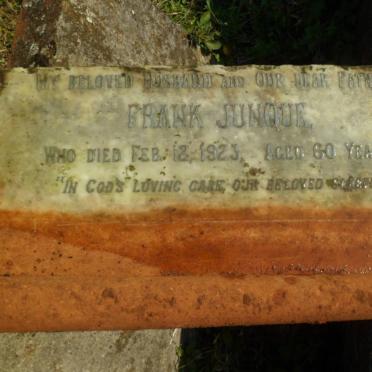 My beloved Husband and Our dear Fath
FRANK JUNQUE,
WHO DIED FEB. 12, 1923, AGED 60 YEA
"IN GOD'S LOVING CARE, OUR BELOVED